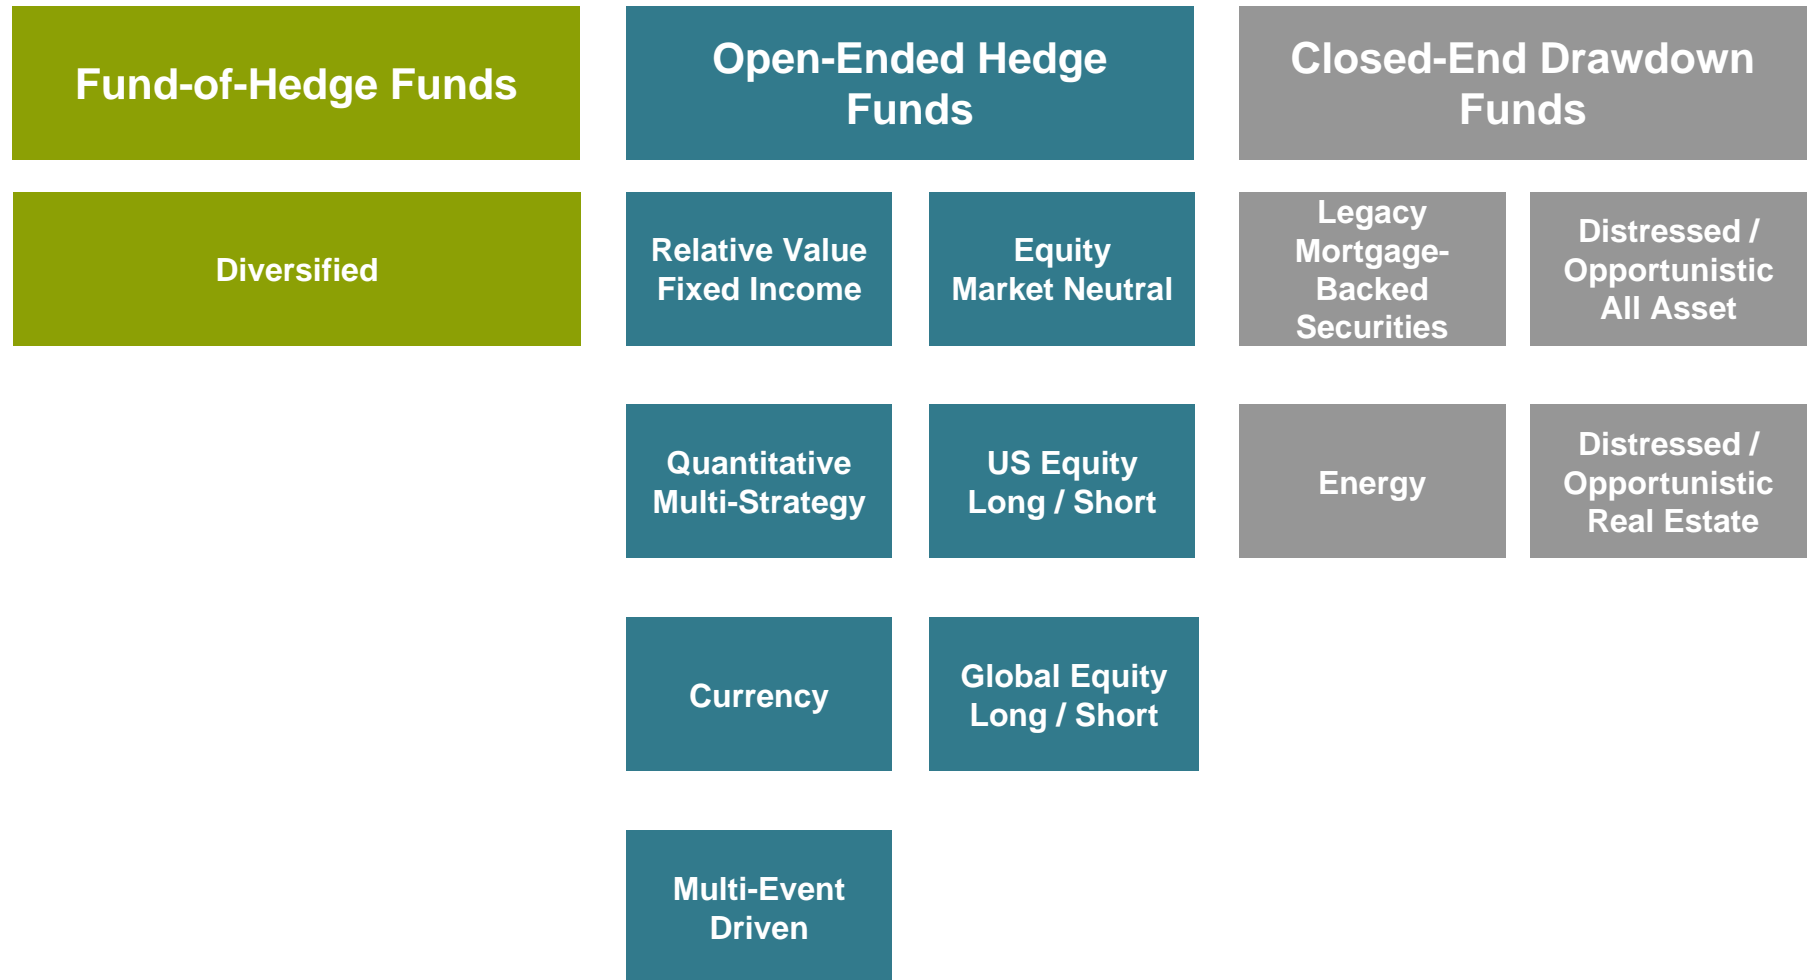 Fund-of-Hedge Funds
Open-Ended Hedge
Funds
Closed-End Drawdown
Funds
Diversified
Relative Value
Fixed Income
Equity
Market Neutral
Legacy
Mortgage-
Backed
Securities
Distressed /
Opportunistic
All Asset
Quantitative
Multi-Strategy
US Equity
Long / Short
Energy
Distressed /
Opportunistic
Real Estate
Currency
Global Equity
Long / Short
Multi-Event
Driven